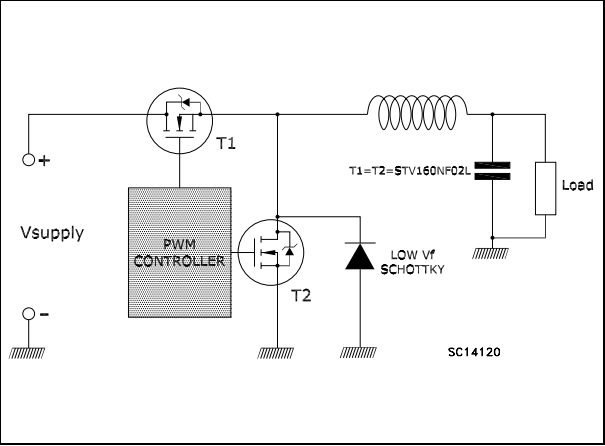 T1
+
T1=T2=STV160NF02L
Load
Vsupply
PWM
CONTROLLER
LOW Vf
SCHOTTKY
T2
-
SC14120